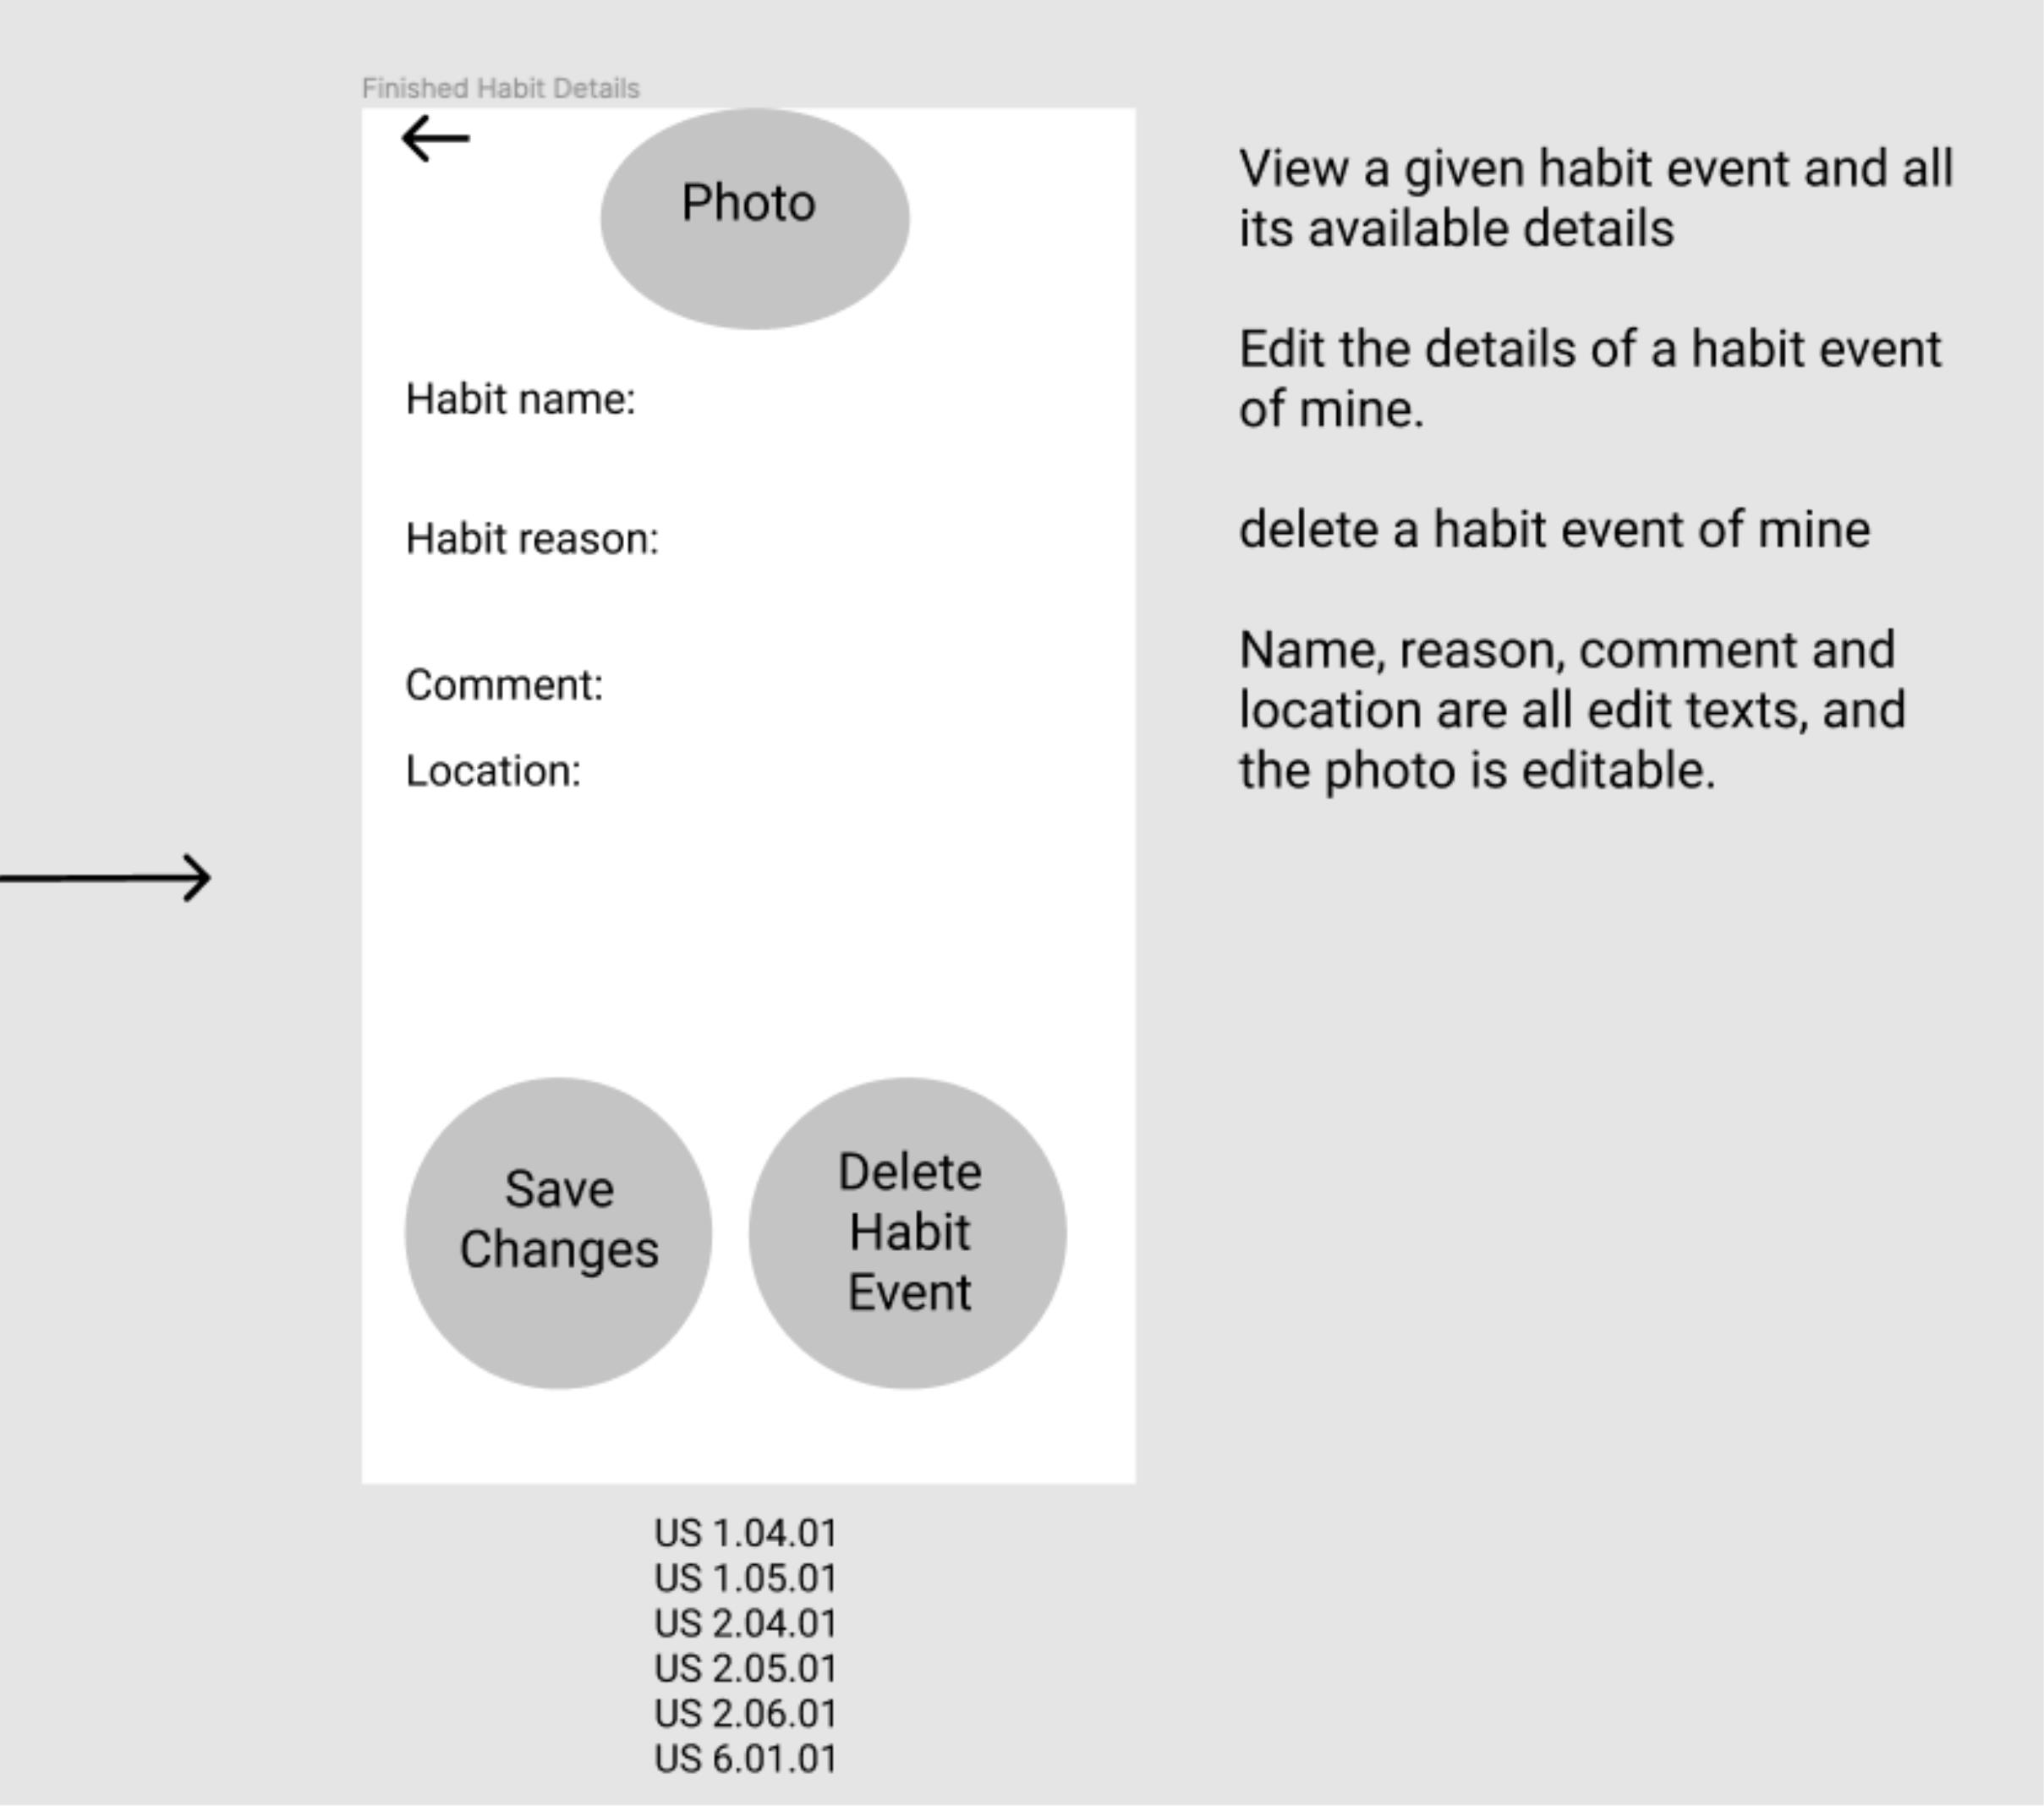 Finished Habit Details
Photo
Habit name:
Habit reason:
Comment:
Location:
Save
Changes
Delete
Habit
Event
US 1.04.01
US 1.05.01
US 2.04.01
US 2.05.01
US 2.06.01
US 6.01.01
View a given habit event and all
its available details
Edit the details of a habit event
of mine.
delete a habit event of mine
Name, reason, comment and
location are all edit texts, and
the photo is editable.